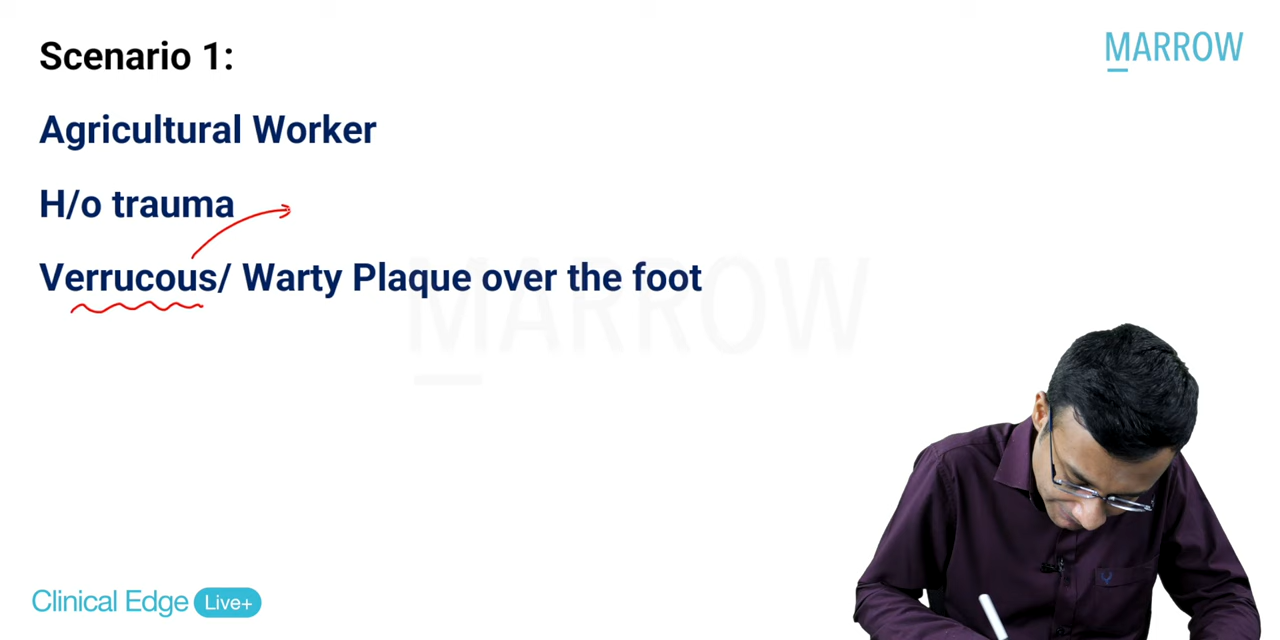 Scenario 1:
MARROW
Agricultural Worker
H/o trauma
Verrucous/ Warty Plaque over the foot
MARROW
Clinical Edge Live+